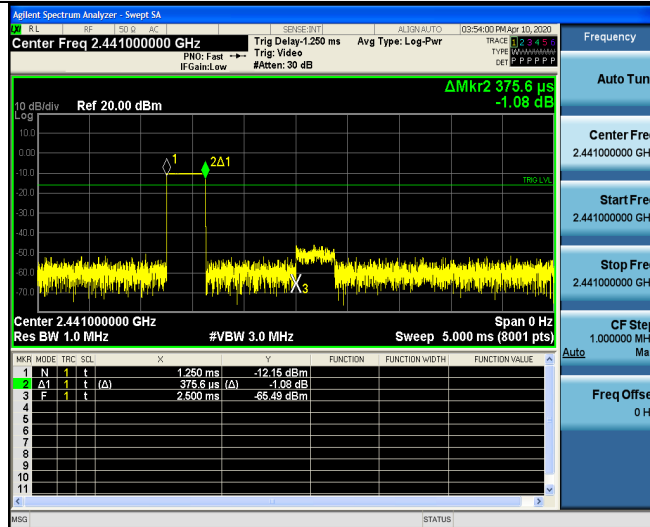 Agilent Spectrum Analyzer - Swept SA
RL RF 50 Ω AC SENSE:INT ALIGN AUTO 03:54:00 PM Apr 10, 2020
Center Freq 2.441000000 GHz
PNO: Fast
IFGain:Low
Trig Delay-1.250 ms
Trig: Video
#Atten: 30 dB
Avg Type: Log-Pwr
TRACE 1 2 3 4 5 6
TYPE
DET P P P P P P
ΔMkr2 375.6 µs
-1.08 dB
10 dB/div Ref 20.00 dBm
Log
10.0
0.00
-10.0
-20.0
-30.0
-40.0
-50.0
-60.0
-70.0
1
2Δ1
TRIG LVL
3
Center 2.441000000 GHz Span 0 Hz
Res BW 1.0 MHz #VBW 3.0 MHz Sweep 5.000 ms (8001 pts)
MKR MODE TRC SCL X Y FUNCTION FUNCTION WIDTH FUNCTION VALUE
1 N 1 t 1.250 ms -12.15 dBm
2 Δ1 1 t (Δ) 375.6 µs (Δ) -1.08 dB
3 F 1 t 2.500 ms -65.49 dBm
4
5
6
7
8
9
10
11
MSG STATUS
Frequency
Auto Tun
Center Fre
2.441000000 GH
Start Fre
2.441000000 GH
Stop Fre
2.441000000 GH
CF Step
1.000000 MH
Auto Ma
Freq Offse
0 H